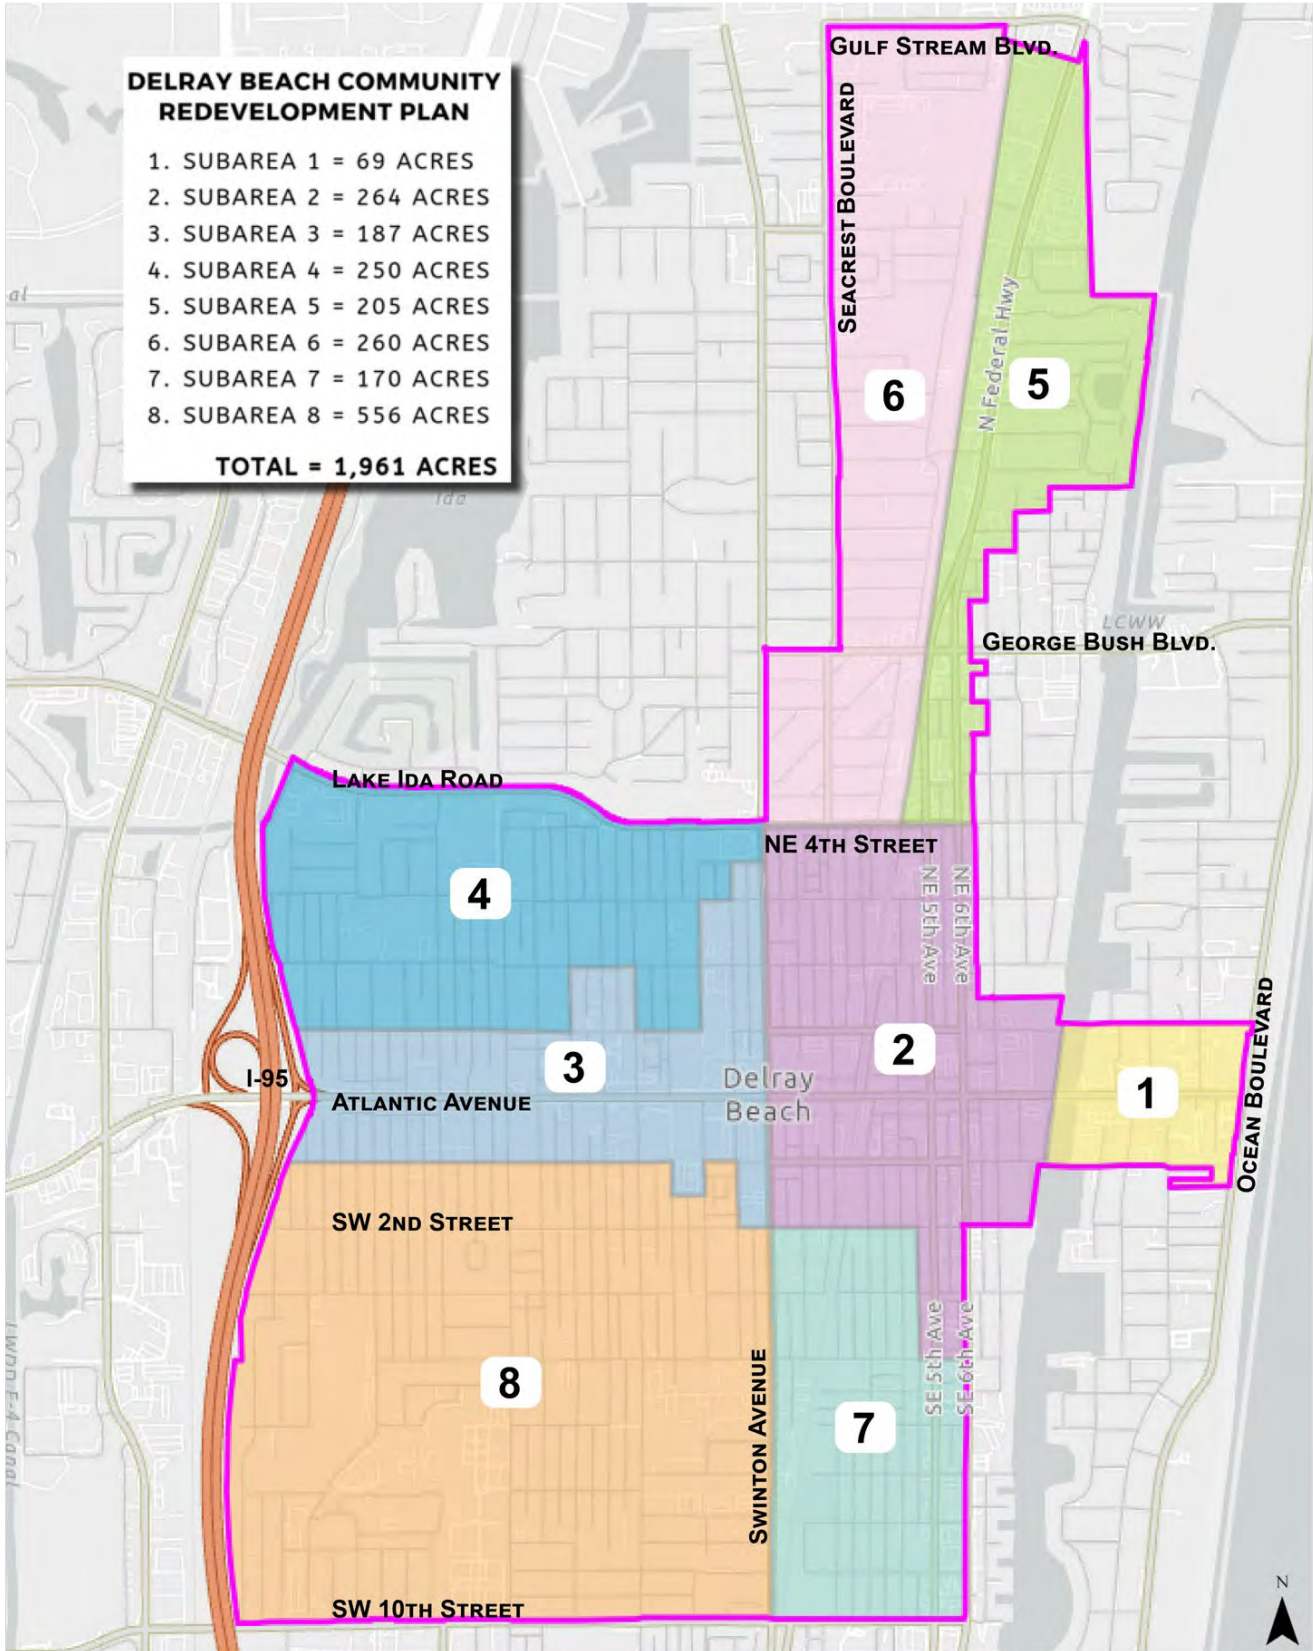 DELRAY BEACH COMMUNITY
REDEVELOPMENT PLAN
1. SUBAREA 1 = 69 ACRES
2. SUBAREA 2 = 264 ACRES
3. SUBAREA 3 = 187 ACRES
4. SUBAREA 4 = 250 ACRES
5. SUBAREA 5 = 205 ACRES
6. SUBAREA 6 = 260 ACRES
7. SUBAREA 7 = 170 ACRES
8. SUBAREA 8 = 556 ACRES
TOTAL = 1,961 ACRES
GULF STREAM BLVD.
SEACREST BOULEVARD
al
N Federal Hwy
6
5
Ida
LCWW
GEORGE BUSH BLVD.
LAKE IDA ROAD
NE 4TH STREET
4
NE 5th Ave
NE 6th Ave
OCEAN BOULEVARD
2
3
I-95
Delray
Beach
1
ATLANTIC AVENUE
SW 2ND STREET
SE 5th Ave
SE 6th Ave
LWDD E-4 Canal
8
SWINTON AVENUE
7
SW 10TH STREET
N